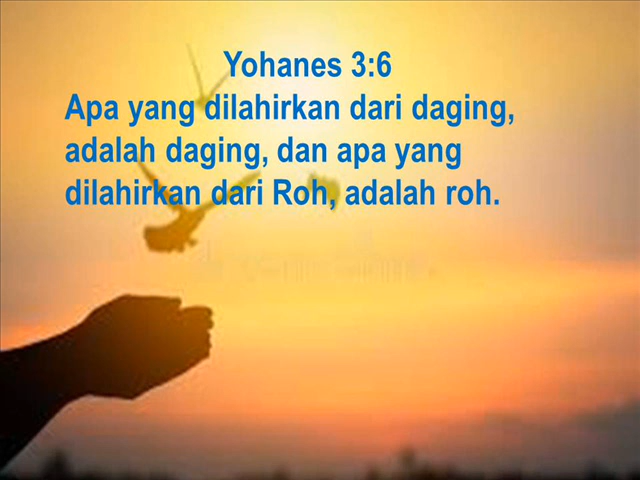 Yohanes 3:6
Apa yang dilahirkan dari daging,
adalah daging, dan apa yang
dilahirkan dari Roh, adalah roh.